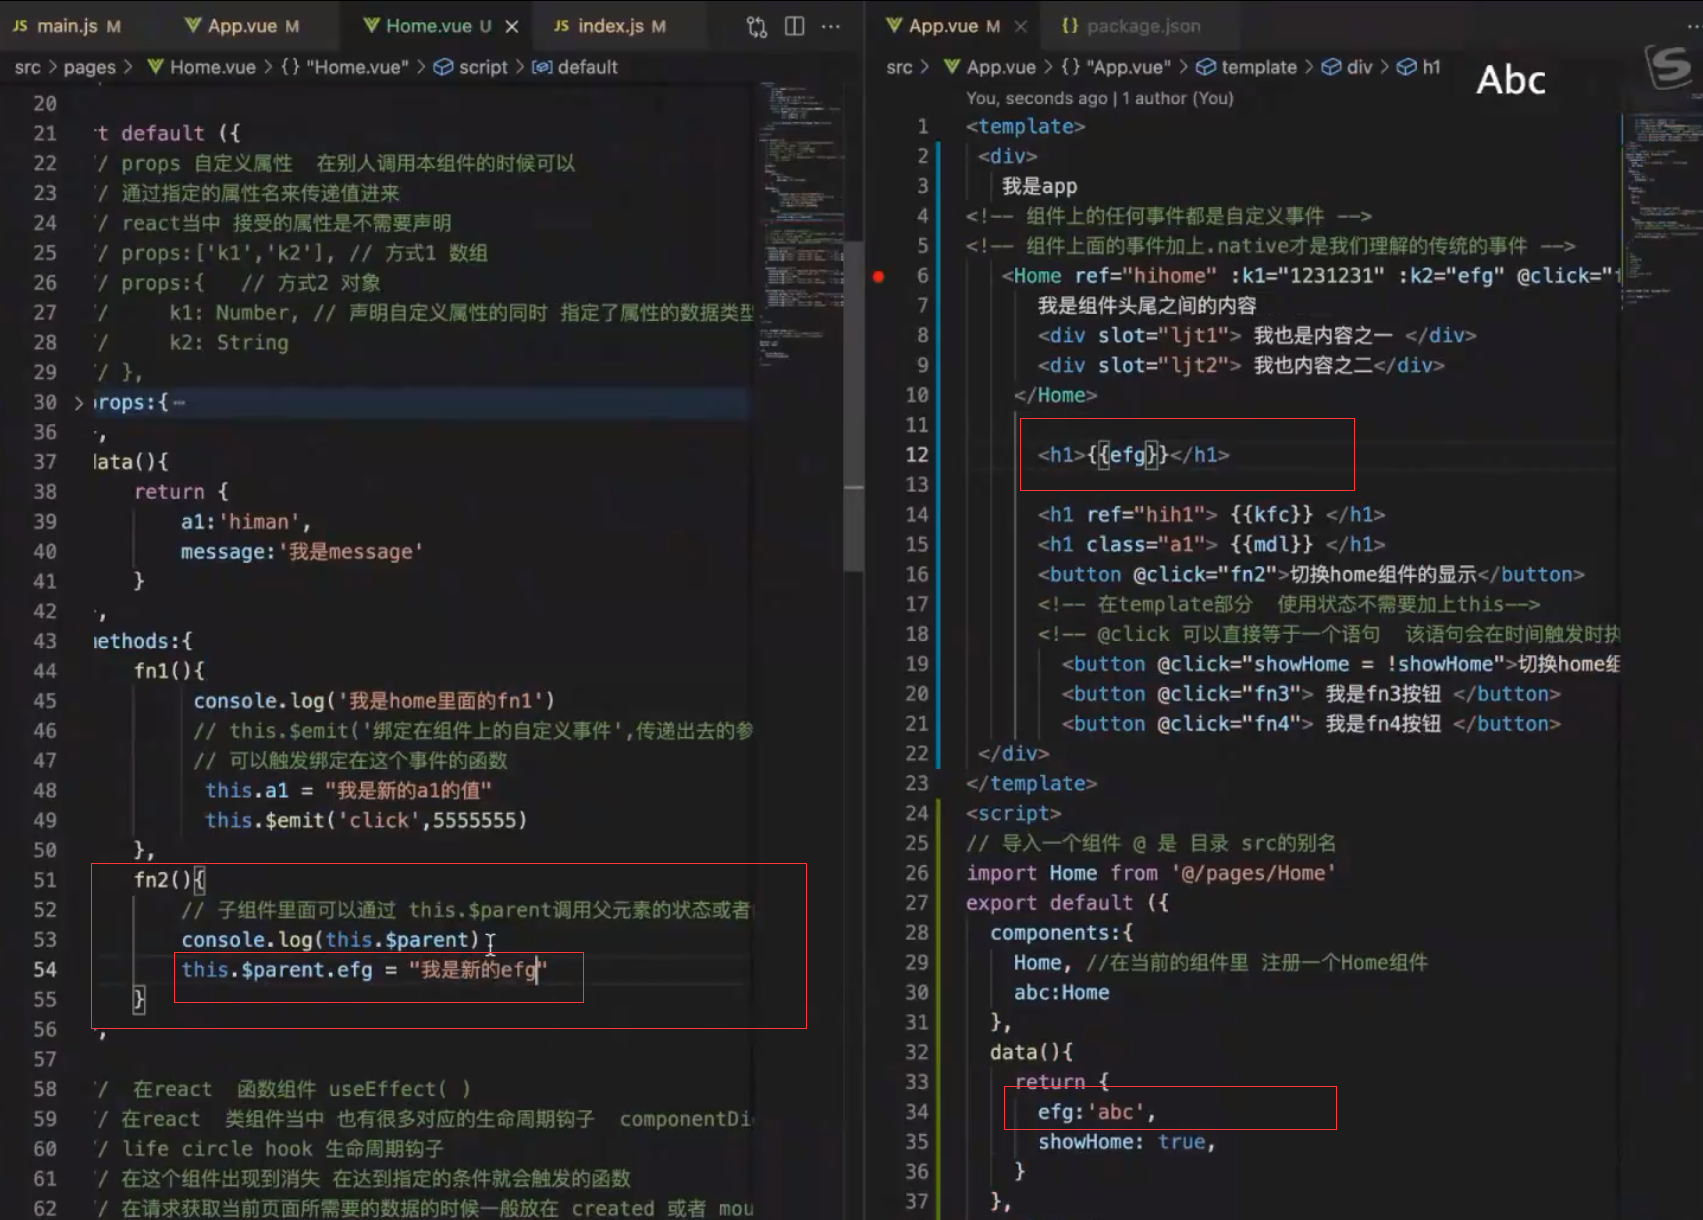 main.js M
App.vue M
Home.vue U
index.js M
src > pages > Home.vue > {} "Home.vue" > script > default
20
21 t default ({
22 / props 自定义属性 在别人调用本组件的时候可以
23 / 通过指定的属性名来传递值进来
24 / react当中 接受的属性是不需要声明
25 / props:['k1','k2'], // 方式1 数组
26 / props:{ // 方式2 对象
27 / k1: Number, // 声明自定义属性的同时 指定了属性的数据类型
28 / k2: String
29 / },
30 props:{
36 ,
37 data(){
38 return {
39 a1:'himan',
40 message:'我是message'
41 }
42 ,
43 methods:{
44 fn1(){
45 console.log('我是home里面的fn1')
46 // this.$emit('绑定在组件上的自定义事件',传递出去的参
47 // 可以触发绑定在这个事件的函数
48 this.a1 = "我是新的a1的值"
49 this.$emit('click',5555555)
50 },
51 fn2(){
52 // 子组件里面可以通过 this.$parent调用父元素的状态或者
53 console.log(this.$parent)
54 this.$parent.efg = "我是新的efg"
55 }
56 ,
57
58 / 在react 函数组件 useEffect( )
59 / 在react 类组件当中 也有很多对应的生命周期钩子 componentDi
60 / life circle hook 生命周期钩子
61 / 在这个组件出现到消失 在达到指定的条件就会触发的函数
62 / 在请求获取当前页面所需要的数据的时候一般放在 created 或者 mou
App.vue M
package.json
src > App.vue > {} "App.vue" > template > div > h1
Abc
You, seconds ago | 1 author (You)
1 <template>
2 <div>
3 我是app
4 <!-- 组件上的任何事件都是自定义事件 -->
5 <!-- 组件上面的事件加上.native才是我们理解的传统的事件 -->
6 <Home ref="hihome" :k1="1231231" :k2="efg" @click="
7 我是组件头尾之间的内容
8 <div slot="ljt1"> 我也是内容之一 </div>
9 <div slot="ljt2"> 我也内容之二</div>
10 </Home>
11
12 <h1>{{efg}}</h1>
13
14 <h1 ref="hih1"> {{kfc}} </h1>
15 <h1 class="a1"> {{mdl}} </h1>
16 <button @click="fn2">切换home组件的显示</button>
17 <!-- 在template部分 使用状态不需要加上this-->
18 <!-- @click 可以直接等于一个语句 该语句会在时间触发时执
19 <button @click="showHome = !showHome">切换home组
20 <button @click="fn3"> 我是fn3按钮 </button>
21 <button @click="fn4"> 我是fn4按钮 </button>
22 </div>
23 </template>
24 <script>
25 // 导入一个组件 @ 是 目录 src的别名
26 import Home from '@/pages/Home'
27 export default ({
28 components:{
29 Home, //在当前的组件里 注册一个Home组件
30 abc:Home
31 },
32 data(){
33 return {
34 efg:'abc',
35 showHome: true,
36 }
37 },